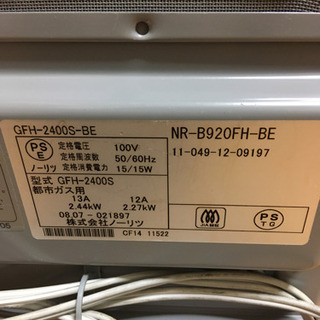 GFH-2400S-BE
PS
E
定格電圧 100V
定格周波数 50/60Hz
ノーリツ 定格消費電力 15/15W
型式 GFH-2400S
都市ガス用
13A 12A
2.44kW 2.27kW
08.07-021897
株式会社ノーリツ
CF14 11522
NR-B920FH-BE
11-049-12-09197
PS
TG